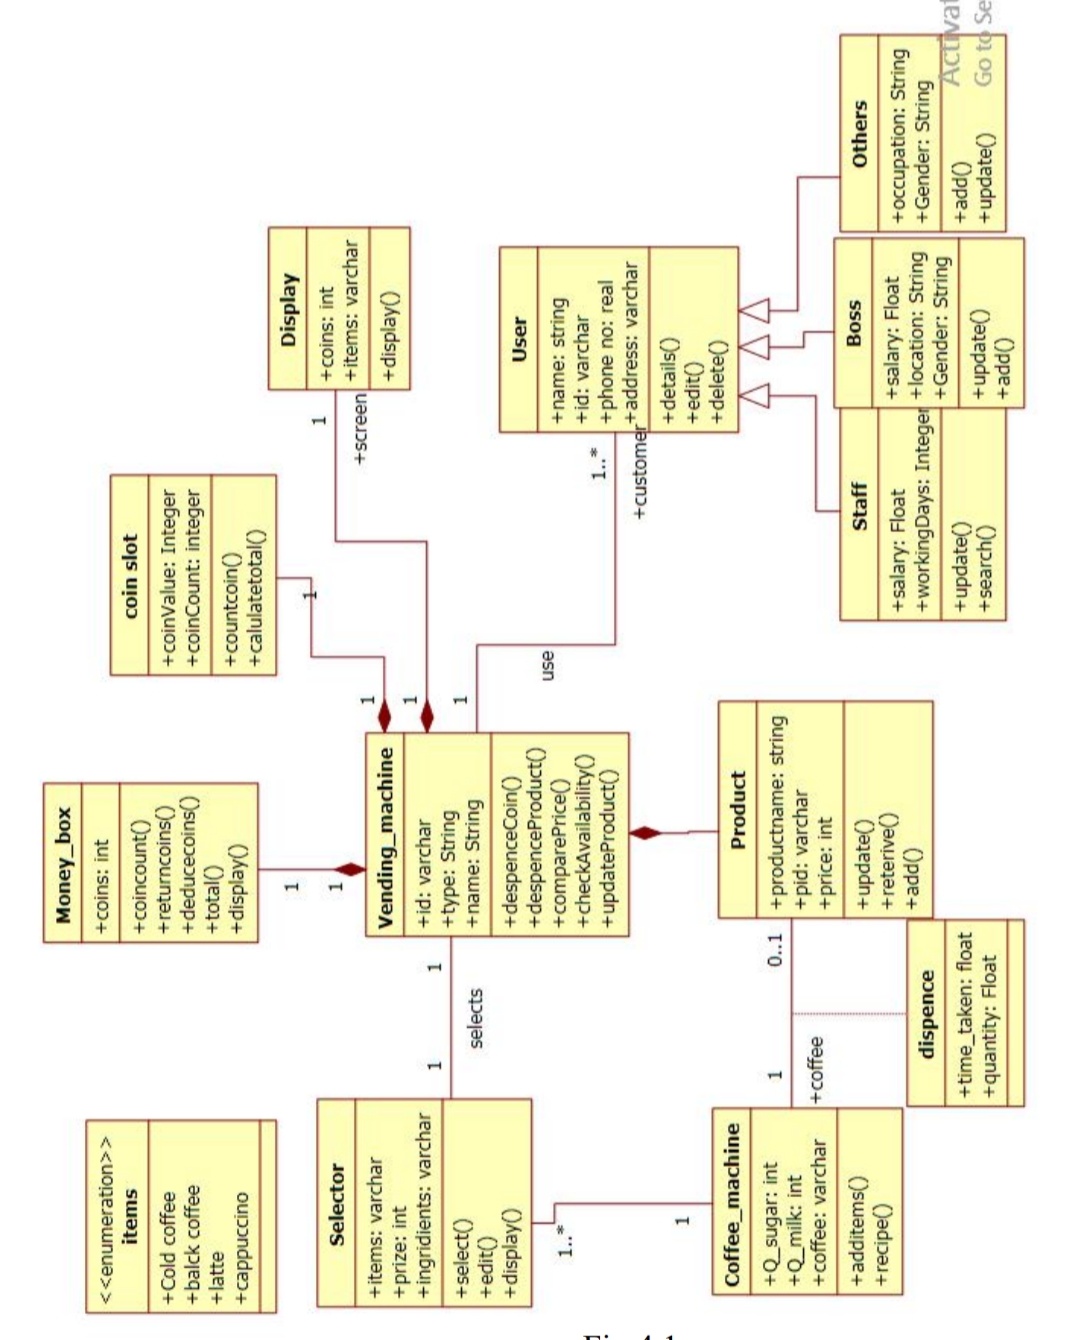 <<enumeration>>
items
+Cold coffee
+balck coffee
+latte
+cappuccino
Money_box
+coins: int
+coincount()
+returncoins()
+deducecoins()
+total()
+display()
coin slot
+coinValue: Integer
+coinCount: integer
+countcoin()
+calulatetotal()
Display
+coins: int
+items: varchar
+display()
1
1
1
1
1
1
+screen
Selector
+items: varchar
+prize: int
+ingridients: varchar
+select()
+edit()
+display()
1
1
selects
Vending_machine
+id: varchar
+type: String
+name: String
+despenceCoin()
+despenceProduct()
+comparePrice()
+checkAvailability()
+updateProduct()
1
use
1..*
+customer
User
+name: string
+id: varchar
+phone no: real
+address: varchar
+details()
+edit()
+delete()
1..*
1
Coffee_machine
+Q_sugar: int
+Q_milk: int
+coffee: varchar
+additems()
+recipe()
1
0..1
+coffee
Product
+productname: string
+pid: varchar
+price: int
+update()
+reterive()
+add()
dispence
+time_taken: float
+quantity: Float
Staff
+salary: Float
+workingDays: Integer
+update()
+search()
Boss
+salary: Float
+location: String
+Gender: String
+update()
+add()
Others
+occupation: String
+Gender: String
+add()
+update()
Go to Se